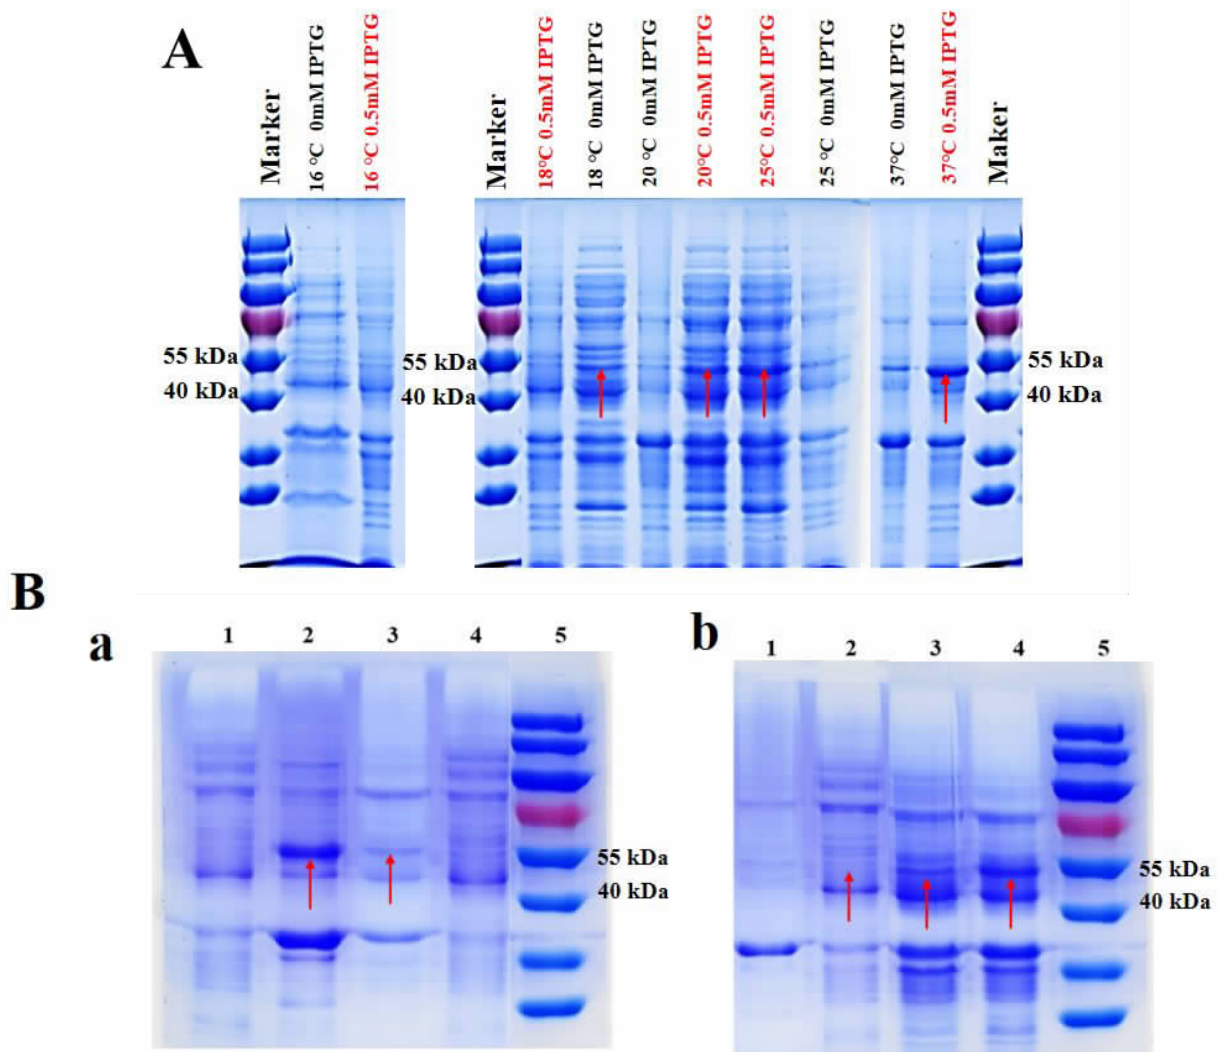 A
Marker
16 °C 0mM IPTG
16 °C 0.5mM IPTG
Marker
18°C 0.5mM IPTG
18 °C 0mM IPTG
20 °C 0mM IPTG
20°C 0.5mM IPTG
25°C 0.5mM IPTG
25 °C 0mM IPTG
37°C 0mM IPTG
37°C 0.5mM IPTG
Maker
55 kDa
40 kDa
55 kDa
40 kDa
55 kDa
40 kDa
B
a
1 2 3 4 5
55 kDa
40 kDa
b
1 2 3 4 5
55 kDa
40 kDa